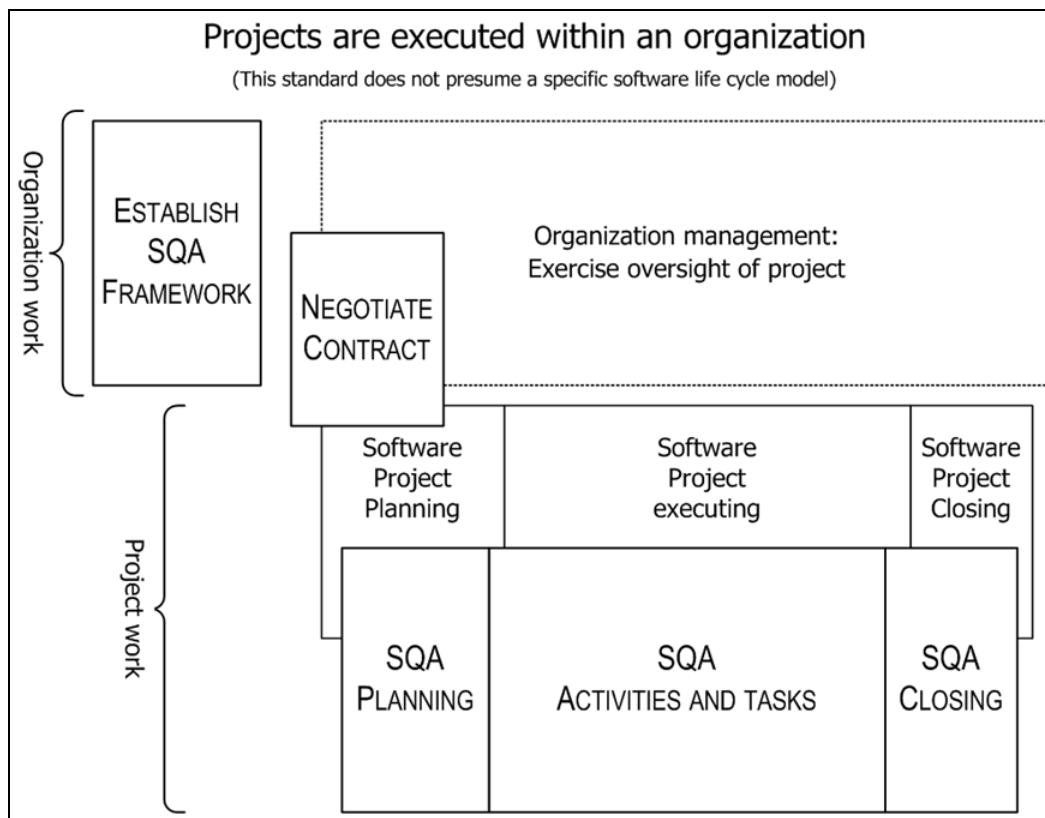 Projects are executed within an organization
(This standard does not presume a specific software life cycle model)
Organization work
ESTABLISH
SQA
FRAMEWORK
NEGOTIATE
CONTRACT
Organization management:
Exercise oversight of project
Project work
Software
Project
Planning
Software
Project
executing
Software
Project
Closing
SQA
PLANNING
SQA
ACTIVITIES AND TASKS
SQA
CLOSING